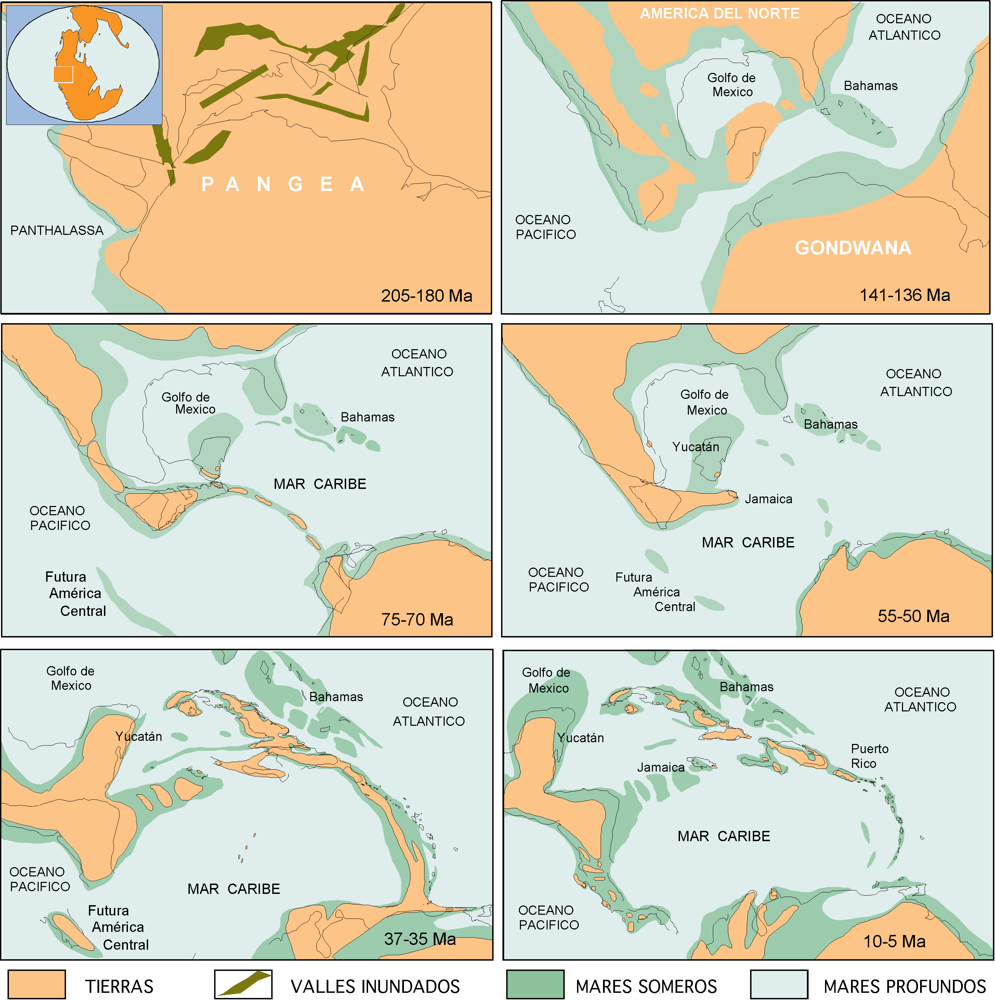 PANGEA
PANTHALASSA
205-180 Ma
AMERICA DEL NORTE
OCEANO
ATLANTICO
Golfo de
Mexico
Bahamas
OCEANO
PACIFICO
GONDWANA
141-136 Ma
OCEANO
ATLANTICO
Golfo de
Mexico
Bahamas
MAR CARIBE
OCEANO
PACIFICO
Futura
América
Central
75-70 Ma
OCEANO
ATLANTICO
Golfo de
Mexico
Bahamas
Yucatán
Jamaica
MAR CARIBE
OCEANO
PACIFICO
Futura
América
Central
55-50 Ma
Golfo de
Mexico
Bahamas
OCEANO
ATLANTICO
Yucatán
OCEANO
PACIFICO
MAR CARIBE
Futura
América
Central
37-35 Ma
Golfo de
Mexico
Bahamas
OCEANO
ATLANTICO
Yucatán
Puerto
Rico
Jamaica
MAR CARIBE
OCEANO
PACIFICO
10-5 Ma
TIERRAS
VALLES INUNDADOS
MARES SOMEROS
MARES PROFUNDOS